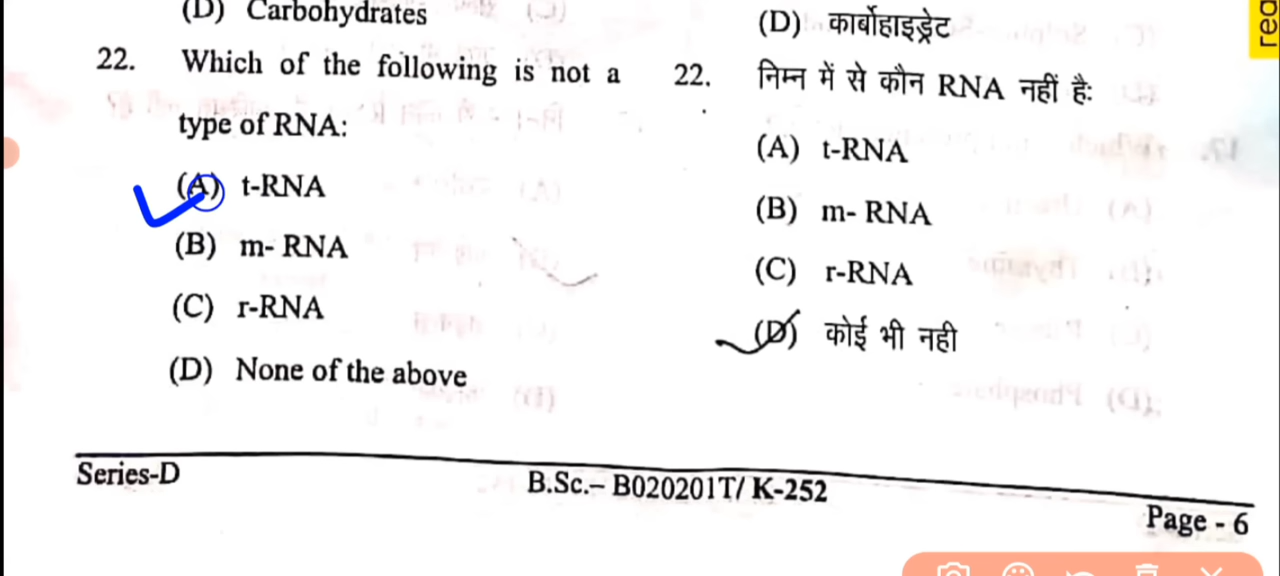 (D) Carbohydrates
22. Which of the following is not a
type of RNA:
(A) t-RNA
(B) m- RNA
(C) r-RNA
(D) None of the above
(D) कार्बोहाइड्रेट
22. निम्न में से कौन RNA नहीं है:
(A) t-RNA
(B) m- RNA
(C) r-RNA
(D) कोई भी नही
Series-D
B.Sc.– B020201T/ K-252
Page - 6
rec